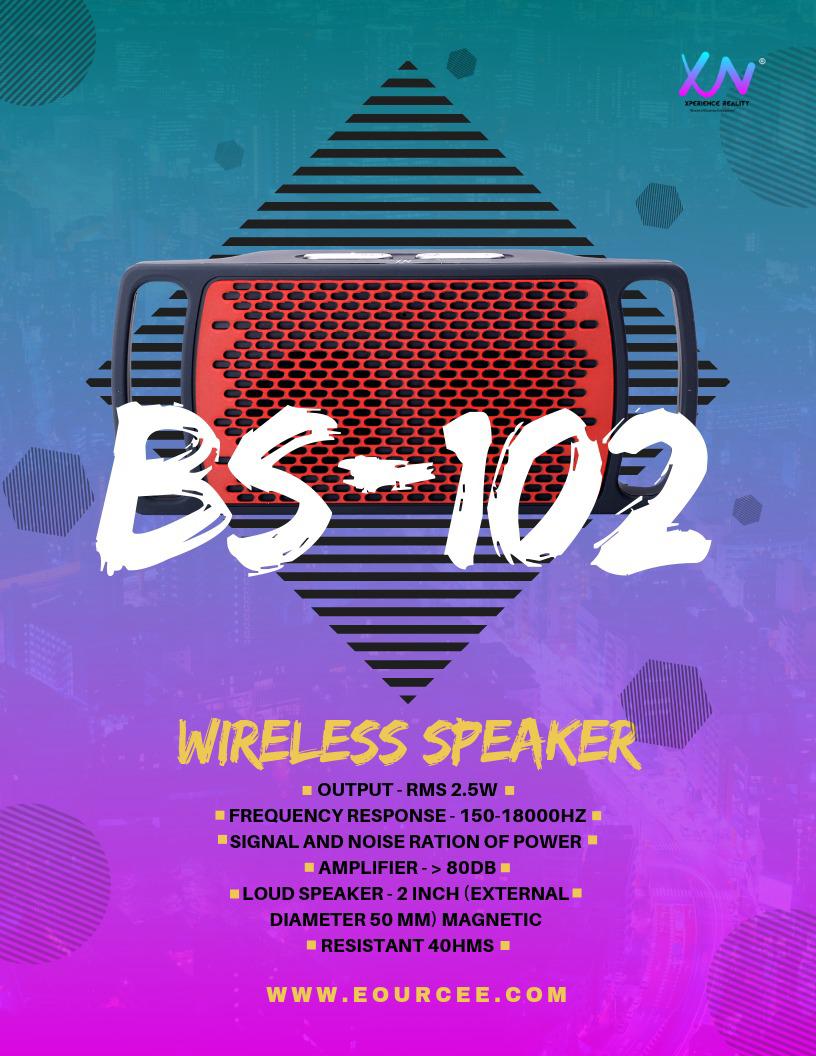 XN®
XPERIENCE REALITY
BS-102
WIRELESS SPEAKER
OUTPUT - RMS 2.5W
FREQUENCY RESPONSE - 150-18000HZ
SIGNAL AND NOISE RATION OF POWER
AMPLIFIER - > 80DB
LOUD SPEAKER - 2 INCH (EXTERNAL
DIAMETER 50 MM) MAGNETIC
RESISTANT 40HMS
WWW.EOURCEE.COM